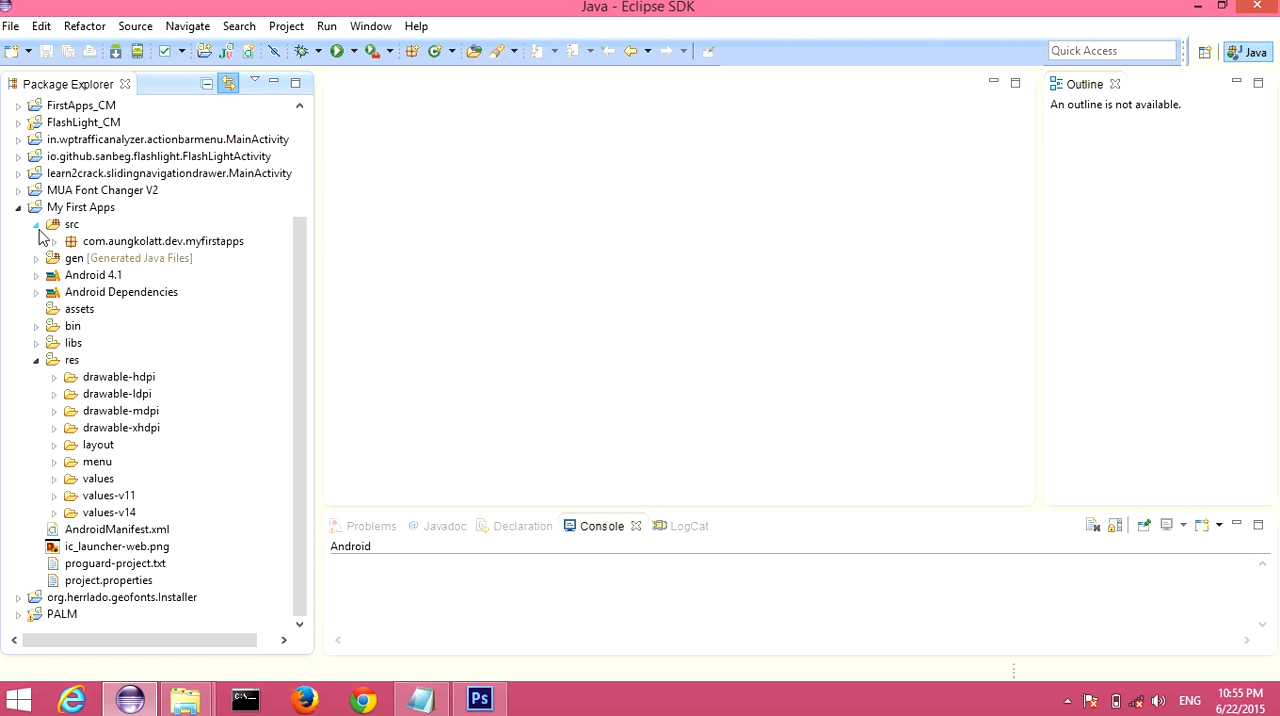 Java - Eclipse SDK
File Edit Refactor Source Navigate Search Project Run Window Help
Quick Access
Java
Package Explorer
FirstApps_CM
FlashLight_CM
in.wptrafficanalyzer.actionbarmenu.MainActivity
io.github.sanbeg.flashlight.FlashLightActivity
learn2crack.slidingnavigationdrawer.MainActivity
MUA Font Changer V2
My First Apps
src
com.aungkolatt.dev.myfirstapps
gen [Generated Java Files]
Android 4.1
Android Dependencies
assets
bin
libs
res
drawable-hdpi
drawable-ldpi
drawable-mdpi
drawable-xhdpi
layout
menu
values
values-v11
values-v14
AndroidManifest.xml
ic_launcher-web.png
proguard-project.txt
project.properties
org.herrlado.geofonts.Installer
PALM
Outline
An outline is not available.
Problems @ Javadoc Declaration Console LogCat
Android
Ps
ENG
10:55 PM
6/22/2015